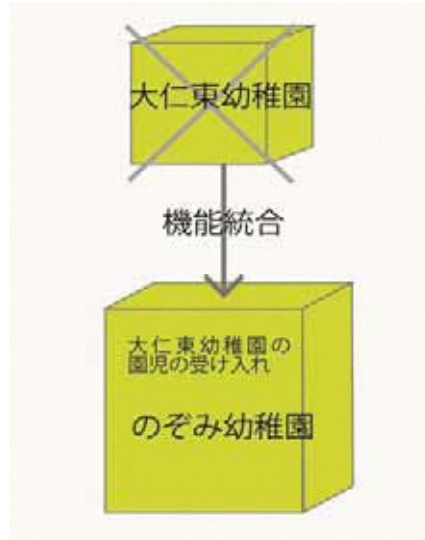 大仁東幼稚園
機能統合
大仁東幼稚園の
園児の受け入れ
のぞみ幼稚園